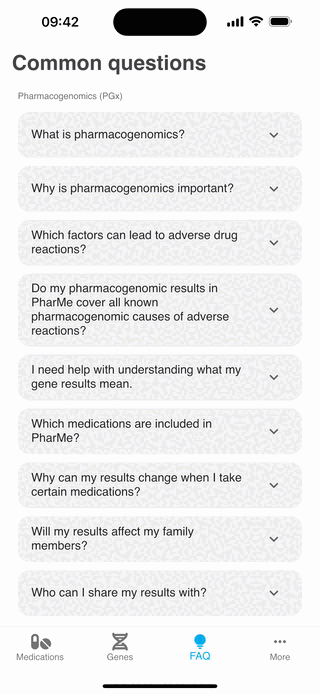 09:42
Common questions
Pharmacogenomics (PGx)
What is pharmacogenomics?
Why is pharmacogenomics important?
Which factors can lead to adverse drug
reactions?
Do my pharmacogenomic results in
PharMe cover all known
pharmacogenomic causes of adverse
reactions?
I need help with understanding what my
gene results mean.
Which medications are included in
PharMe?
Why can my results change when I take
certain medications?
Will my results affect my family
members?
Who can I share my results with?
Medications Genes FAQ More